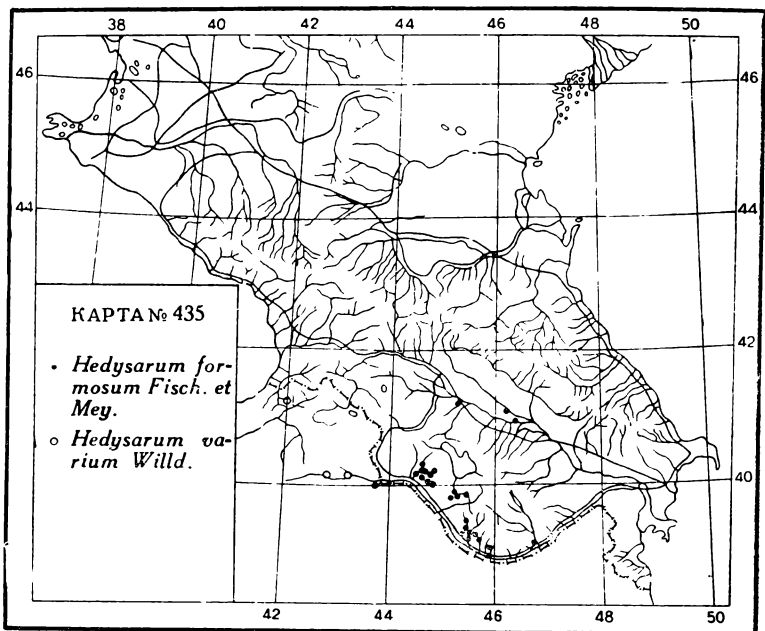 38 40 42 44 46 48 50
46 46
44 44
КАРТА № 435
42
• Hedysarum for-
mosum Fisch. et
Mey.
○ Hedysarum va-
rium Willd.
40
42 44 46 48 50